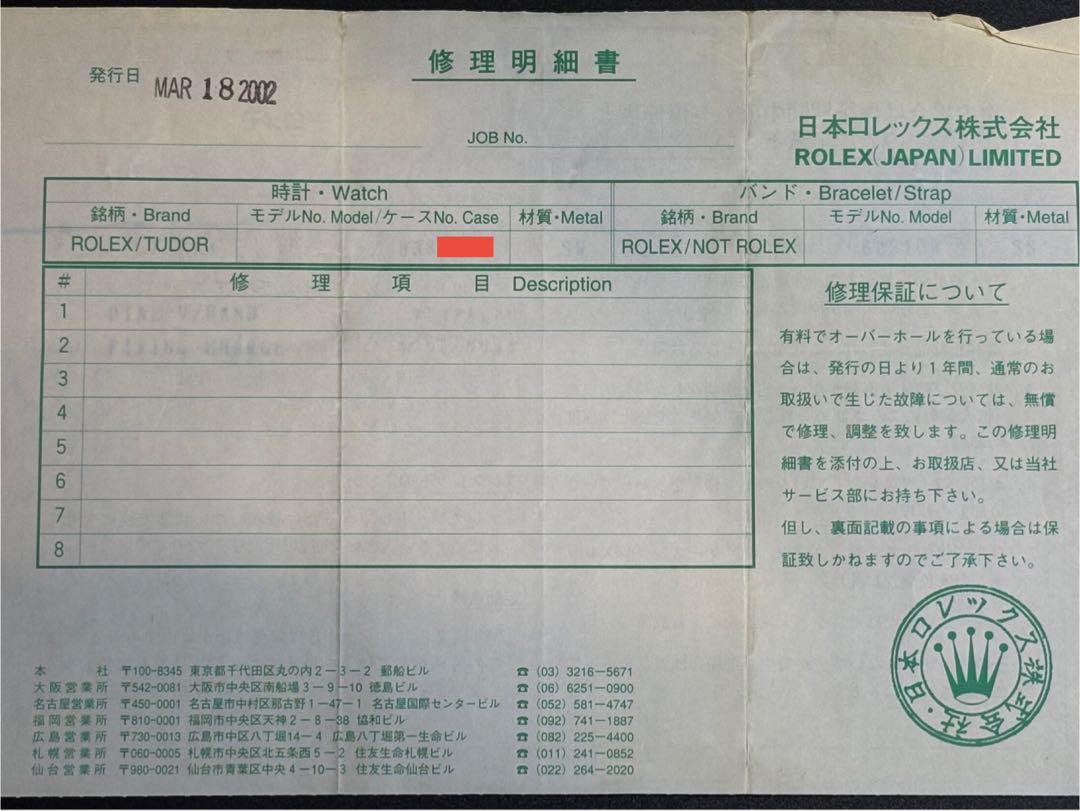 修理明細書
発行日 MAR 18 2002
JOB No.
日本ロレックス株式会社
ROLEX(JAPAN)LIMITED
時計・Watch バンド・Bracelet/Strap
銘柄・Brand モデルNo. Model/ケースNo. Case 材質・Metal 銘柄・Brand モデルNo. Model 材質・Metal
ROLEX/TUDOR ROLEX/NOT ROLEX
# 修理項目 Description
1
2
3
4
5
6
7
8
修理保証について
有料でオーバーホールを行っている場
合は、発行の日より1年間、通常のお
取扱いで生じた故障については、無償
で修理、調整を致します。この修理明
細書を添付の上、お取扱店、又は当社
サービス部にお持ち下さい。
但し、裏面記載の事項による場合は保
証致しかねますのでご了承下さい。
日本ロレックス株式会社・
本社 〒100-8345 東京都千代田区丸の内2-3-2 郵船ビル ☎(03)3216-5671
大阪営業所 〒542-0081 大阪市中央区南船場3-9-10 徳島ビル ☎(06)6251-0900
名古屋営業所 〒450-0001 名古屋市中村区那古野1-47-1 名古屋国際センタービル ☎(052)581-4747
福岡営業所 〒810-0001 福岡市中央区天神2-8-38 協和ビル ☎(092)741-1887
広島営業所 〒730-0013 広島市中区八丁堀14-4 広島八丁堀第一生命ビル ☎(082)225-4400
札幌営業所 〒060-0005 札幌市中央区北五条西5-2 住友生命札幌ビル ☎(011)241-0852
仙台営業所 〒980-0021 仙台市青葉区中央4-10-3 住友生命仙台ビル ☎(022)264-2020